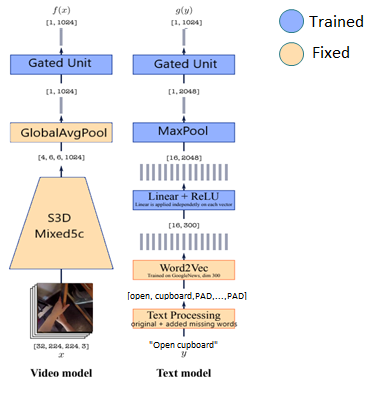 f(x)
[1, 1024]
Gated Unit
[1, 1024]
GlobalAvgPool
[4, 6, 6, 1024]
S3D
Mixed5c
[32, 224, 224, 3]
x
Video model
g(y)
[1, 1024]
Gated Unit
[1, 2048]
MaxPool
[16, 2048]
Linear + ReLU
Linear is applied independently on each vector
[16, 300]
Word2Vec
Trained on GoogleNews, dim 300
[open, cupboard,PAD,...,PAD]
Text Processing
original + added missing words
"Open cupboard"
y
Text model
Trained
Fixed